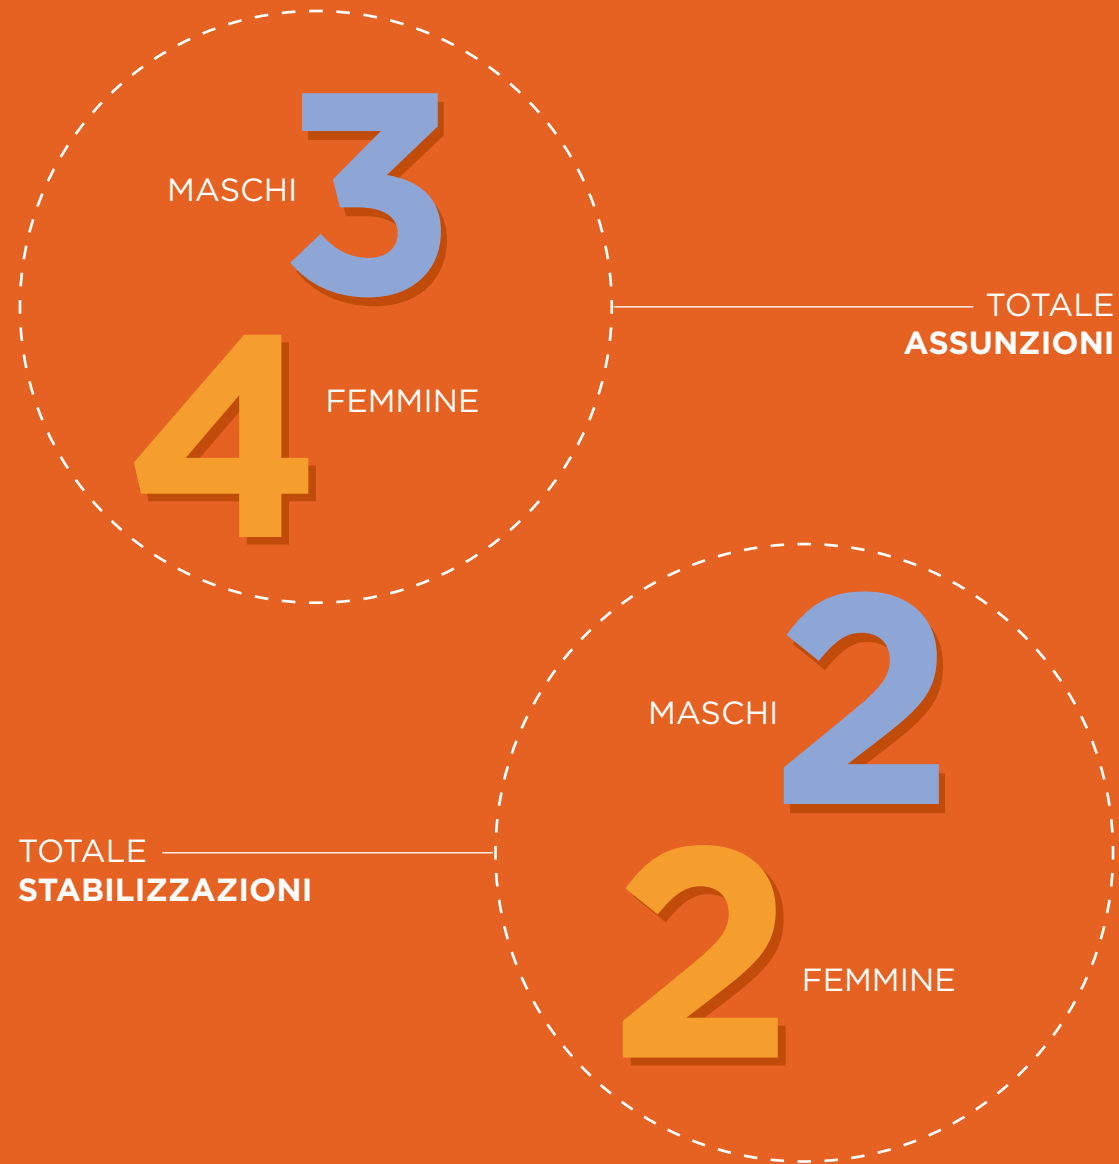 3
MASCHI
4
FEMMINE
TOTALE
ASSUNZIONI
2
MASCHI
2
FEMMINE
TOTALE
STABILIZZAZIONI